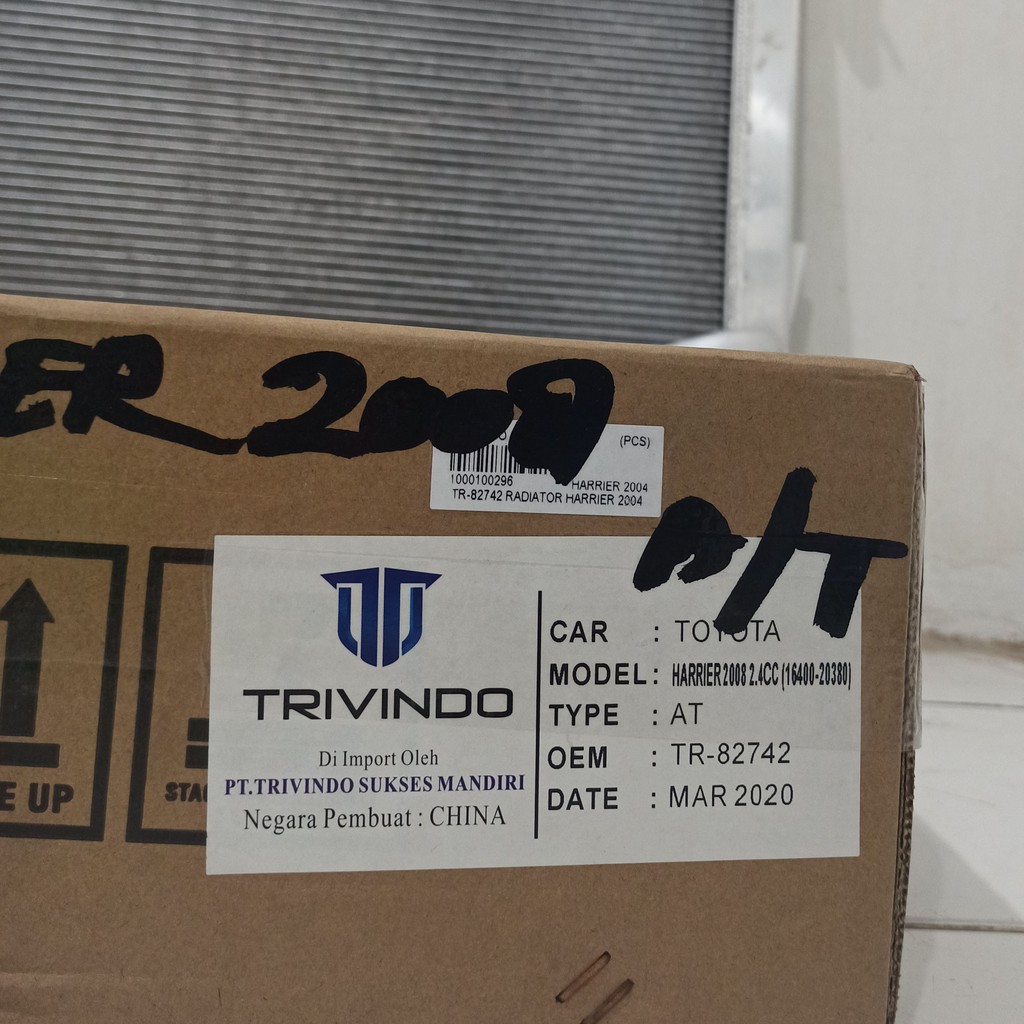 ER 2008
(PCS)
1000100296
HARRIER 2004
TR-82742 RADIATOR HARRIER 2004
A/T
TRIVINDO
Di Import Oleh
PT.TRIVINDO SUKSES MANDIRI
Negara Pembuat : CHINA
CAR : TOYOTA
MODEL : HARRIER 2008 2.4CC (16400-20380)
TYPE : AT
OEM : TR-82742
DATE : MAR 2020
E UP
STA